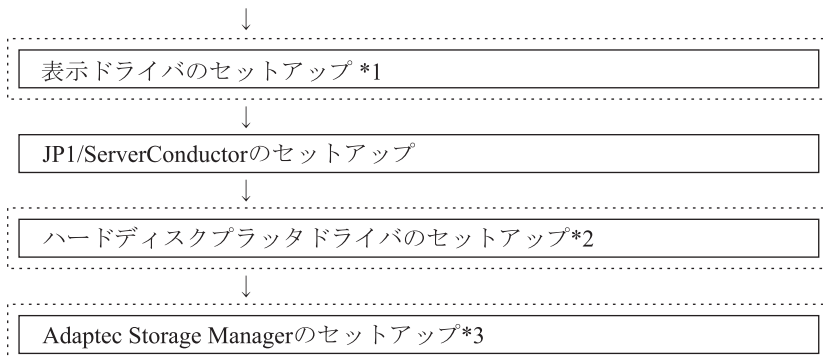 ↓
表示ドライバのセットアップ *1
↓
JP1/ServerConductorのセットアップ
↓
ハードディスクプラッタドライバのセットアップ*2
↓
Adaptec Storage Managerのセットアップ*3